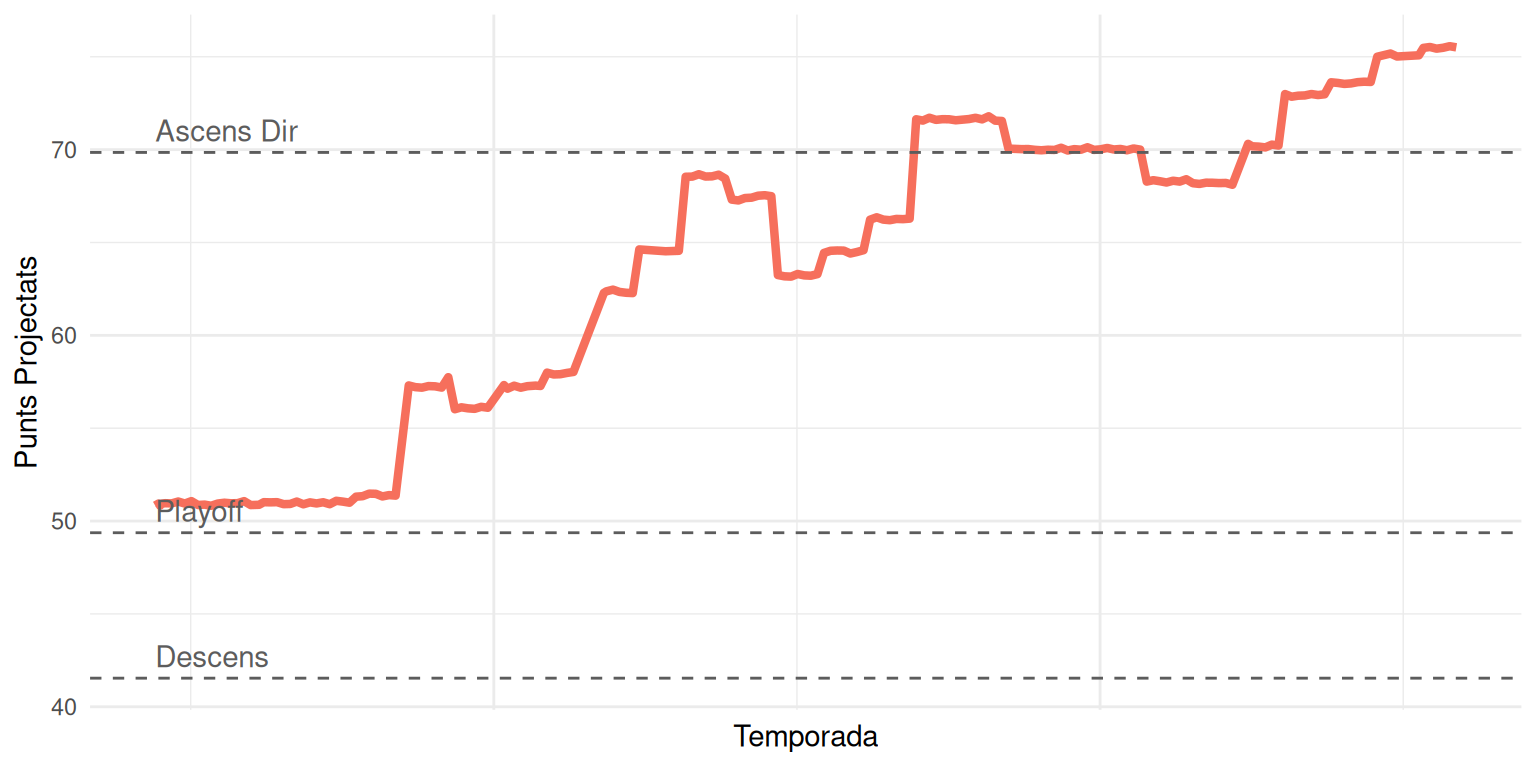 Ascens Dir
70
60
Punts Projectats
Playoff
50
Descens
40
Temporada